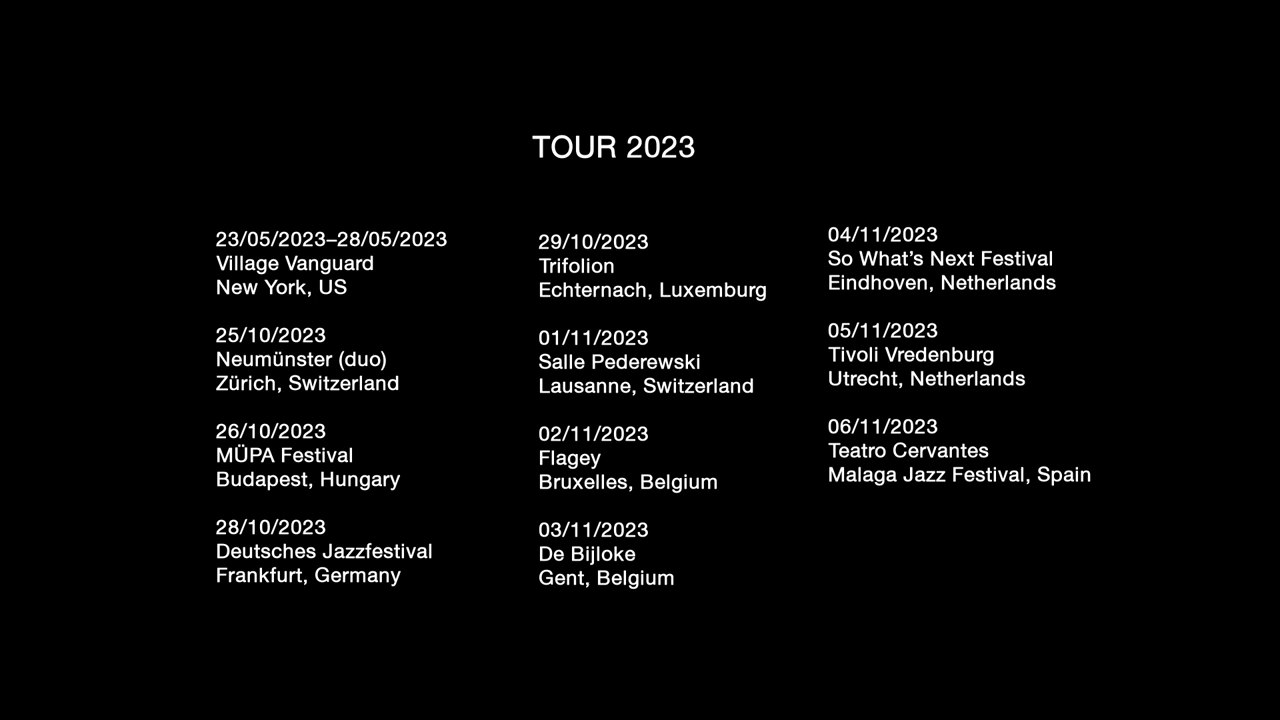 TOUR 2023
23/05/2023–28/05/2023
Village Vanguard
New York, US
25/10/2023
Neumünster (duo)
Zürich, Switzerland
26/10/2023
MÜPA Festival
Budapest, Hungary
28/10/2023
Deutsches Jazzfestival
Frankfurt, Germany
29/10/2023
Trifolion
Echternach, Luxemburg
01/11/2023
Salle Pederewski
Lausanne, Switzerland
02/11/2023
Flagey
Bruxelles, Belgium
03/11/2023
De Bijloke
Gent, Belgium
04/11/2023
So What’s Next Festival
Eindhoven, Netherlands
05/11/2023
Tivoli Vredenburg
Utrecht, Netherlands
06/11/2023
Teatro Cervantes
Malaga Jazz Festival, Spain